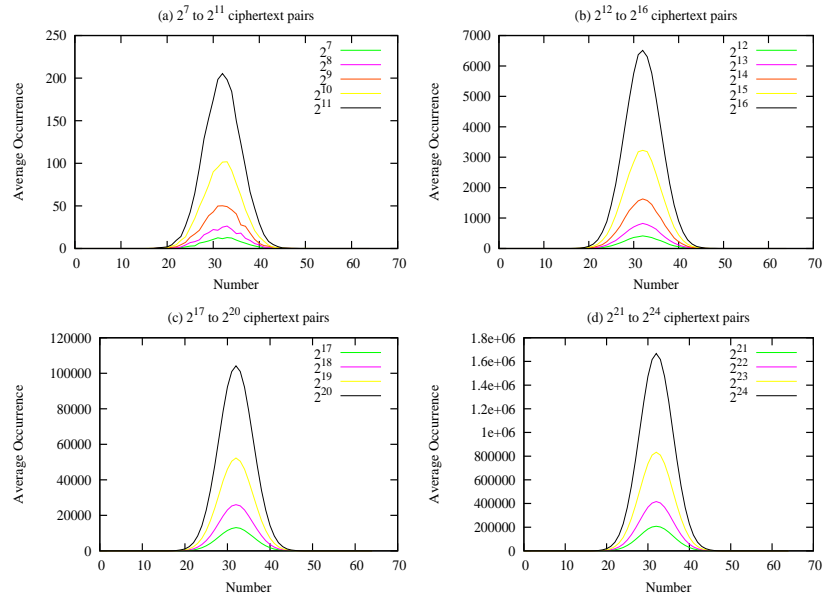 (a) 2^7 to 2^11 ciphertext pairs
250
200
150
100
50
0
0 10 20 30 40 50 60 70
Average Occurrence
Number
2^7
2^8
2^9
2^10
2^11
(b) 2^12 to 2^16 ciphertext pairs
7000
6000
5000
4000
3000
2000
1000
0
0 10 20 30 40 50 60 70
Average Occurrence
Number
2^12
2^13
2^14
2^15
2^16
(c) 2^17 to 2^20 ciphertext pairs
120000
100000
80000
60000
40000
20000
0
0 10 20 30 40 50 60 70
Average Occurrence
Number
2^17
2^18
2^19
2^20
(d) 2^21 to 2^24 ciphertext pairs
1.8e+06
1.6e+06
1.4e+06
1.2e+06
1e+06
800000
600000
400000
200000
0
0 10 20 30 40 50 60 70
Average Occurrence
Number
2^21
2^22
2^23
2^24